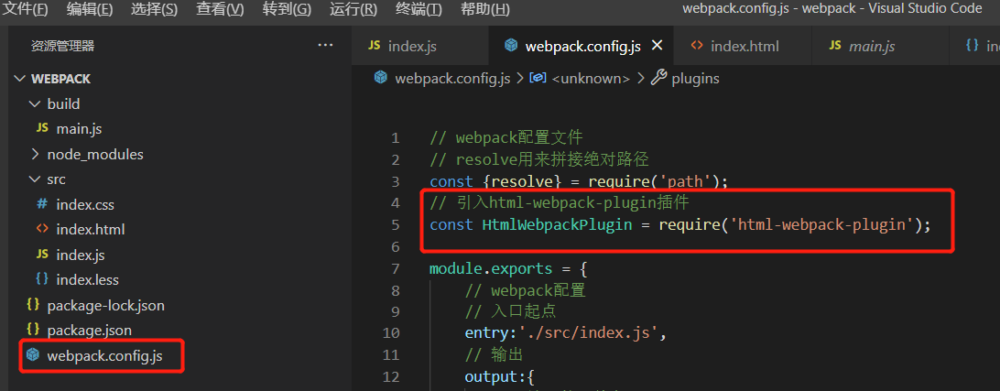 文件(F) 编辑(E) 选择(S) 查看(V) 转到(G) 运行(R) 终端(T) 帮助(H) webpack.config.js - webpack - Visual Studio Code
资源管理器 ···
WEBPACK
build
JS main.js
node_modules
src
# index.css
<> index.html
JS index.js
{} index.less
{} package-lock.json
{} package.json
webpack.config.js
JS index.js webpack.config.js × <> index.html JS main.js {}
webpack.config.js > <unknown> > plugins
1 // webpack配置文件
2 // resolve用来拼接绝对路径
3 const {resolve} = require('path');
4 // 引入html-webpack-plugin插件
5 const HtmlWebpackPlugin = require('html-webpack-plugin');
6
7 module.exports = {
8 // webpack配置
9 // 入口起点
10 entry:'./src/index.js',
11 // 输出
12 output:{